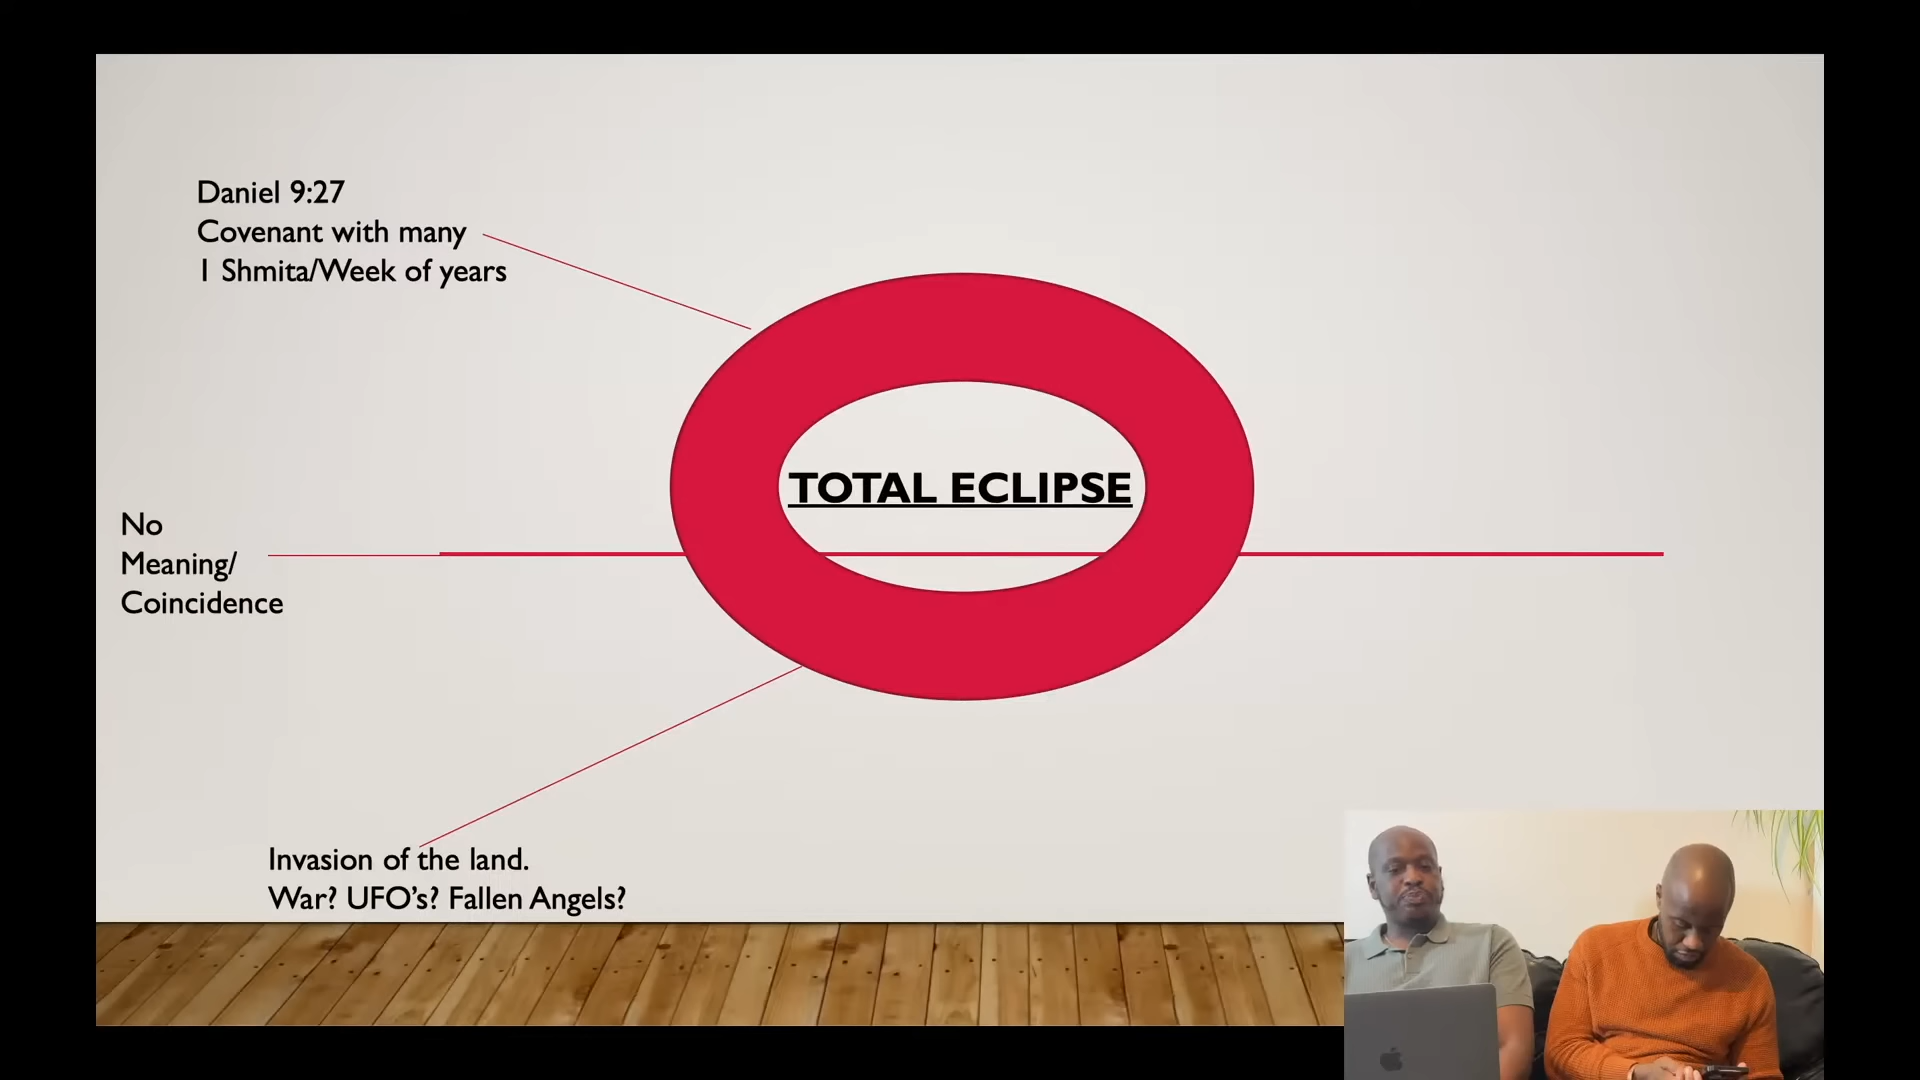 Daniel 9:27
Covenant with many
1 Shmita/Week of years
TOTAL ECLIPSE
No
Meaning/
Coincidence
Invasion of the land.
War? UFO's? Fallen Angels?